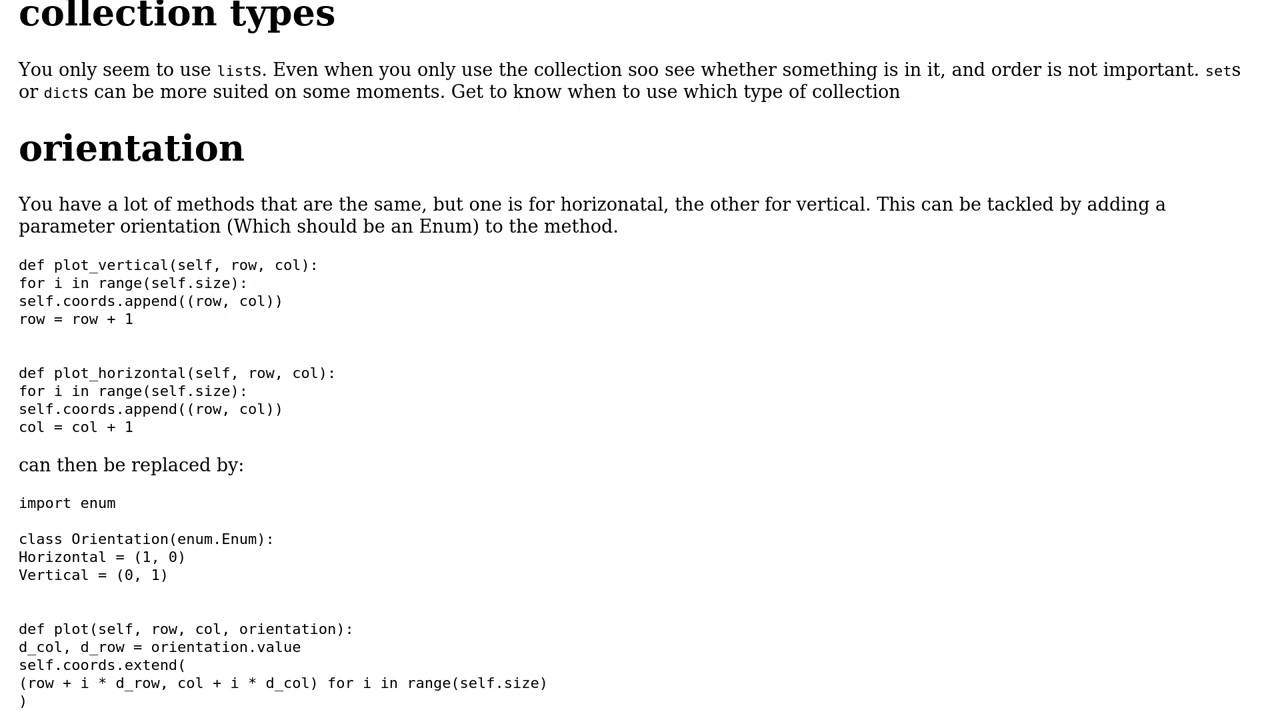 collection types
You only seem to use lists. Even when you only use the collection soo see whether something is in it, and order is not important. sets
or dicts can be more suited on some moments. Get to know when to use which type of collection
orientation
You have a lot of methods that are the same, but one is for horizonatal, the other for vertical. This can be tackled by adding a
parameter orientation (Which should be an Enum) to the method.
def plot_vertical(self, row, col):
for i in range(self.size):
self.coords.append((row, col))
row = row + 1
def plot_horizontal(self, row, col):
for i in range(self.size):
self.coords.append((row, col))
col = col + 1
can then be replaced by:
import enum
class Orientation(enum.Enum):
Horizontal = (1, 0)
Vertical = (0, 1)
def plot(self, row, col, orientation):
d_col, d_row = orientation.value
self.coords.extend(
(row + i * d_row, col + i * d_col) for i in range(self.size)
)